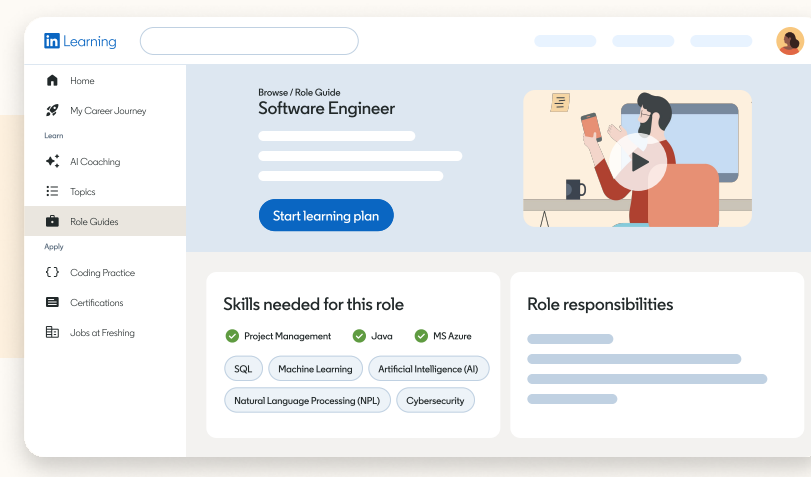 in Learning
Home
My Career Journey
Learn
AI Coaching
Topics
Role Guides
Apply
Coding Practice
Certifications
Jobs at Freshing
Browse / Role Guide
Software Engineer
Start learning plan
Skills needed for this role
Project Management Java MS Azure
SQL Machine Learning Artificial Intelligence (AI)
Natural Language Processing (NPL) Cybersecurity
Role responsibilities